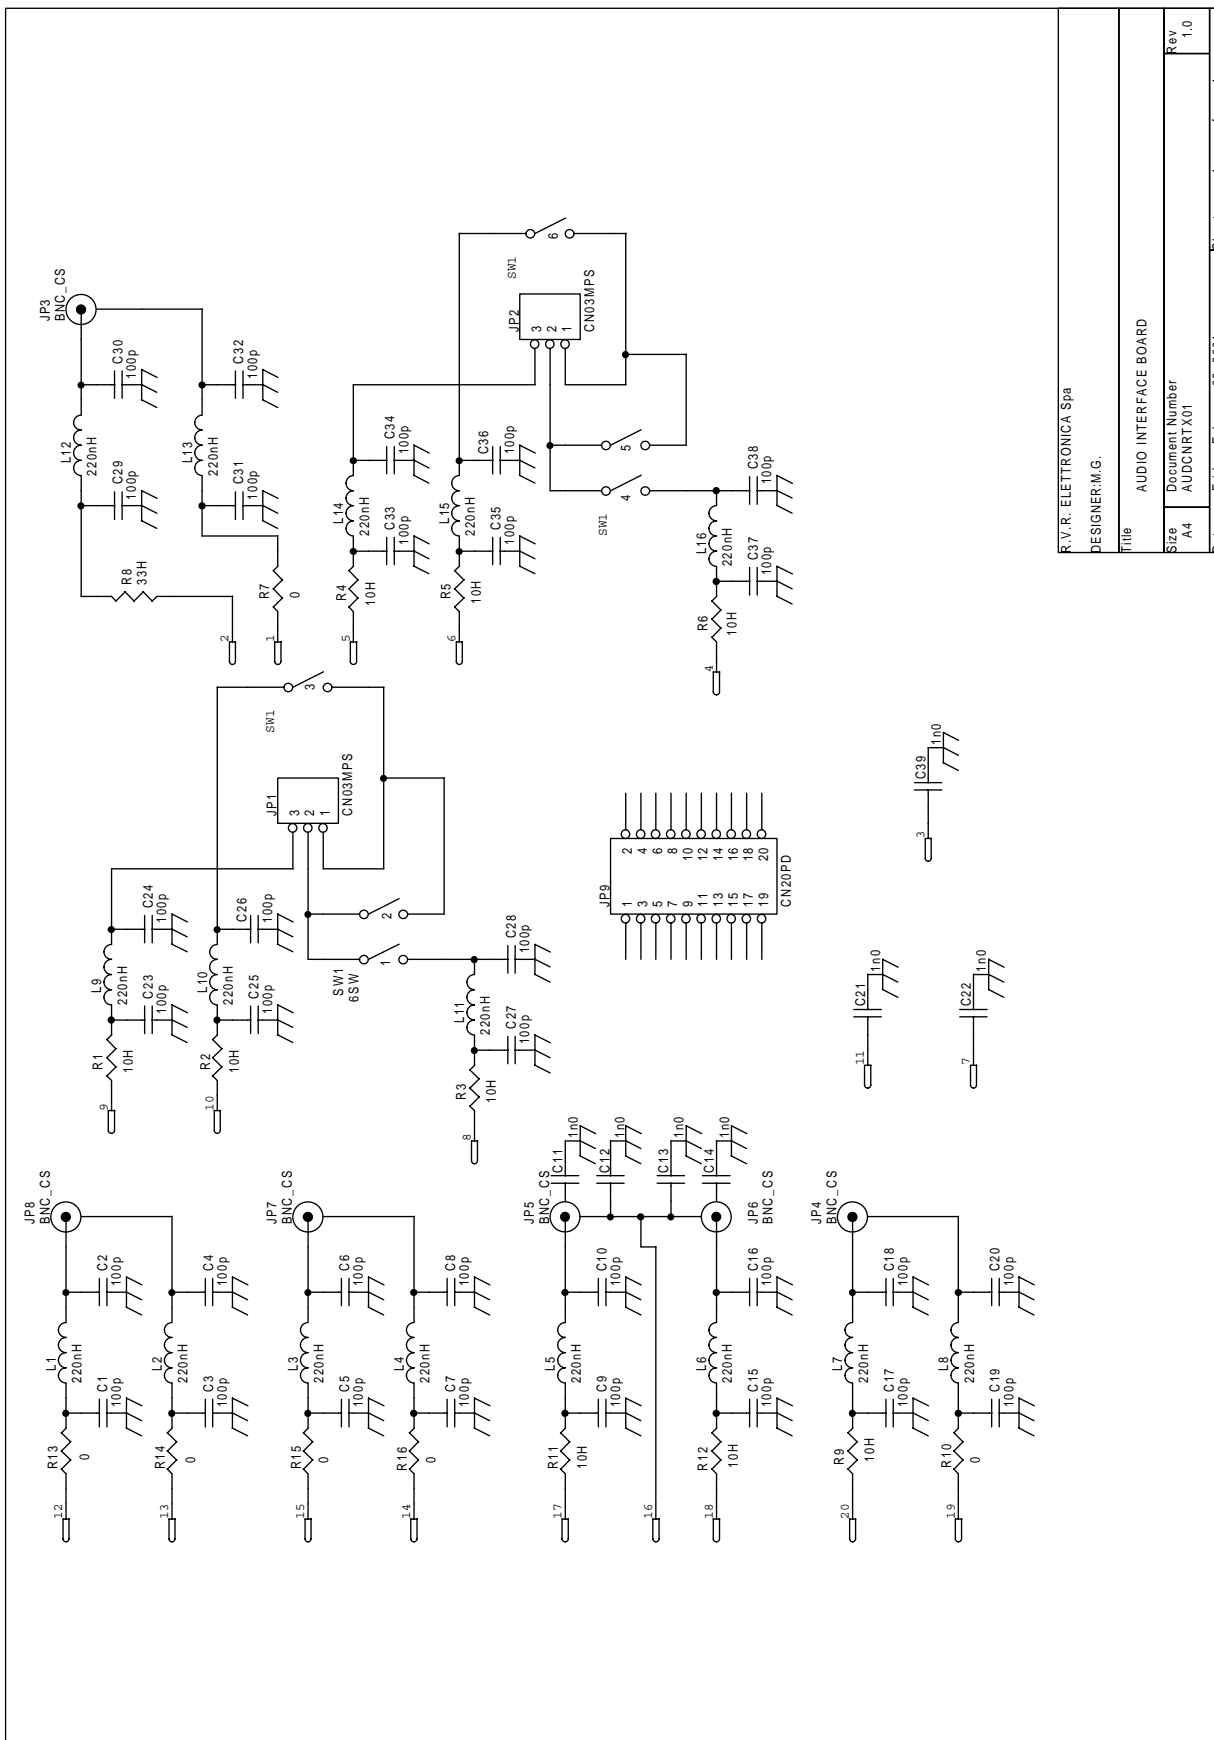 JP3
BNC_CS
L12
220nH
C29
100p
C30
100p
L13
220nH
C31
100p
C32
100p
R8
33H
R7
0
2
1
L14
220nH
C33
100p
C34
100p
R4
10H
5
L15
220nH
C35
100p
C36
100p
R5
10H
6
JP2
3
2
1
CN03MPS
SW1
6
5
4
SW1
L16
220nH
C37
100p
C38
100p
R6
10H
4
L9
220nH
C23
100p
C24
100p
R1
10H
9
L10
220nH
C25
100p
C26
100p
R2
10H
10
JP1
3
2
1
CN03MPS
SW1
3
2
1
SW1
6SW
L11
220nH
C27
100p
C28
100p
R3
10H
8
JP9
1
3
5
7
9
11
13
15
17
19
2
4
6
8
10
12
14
16
18
20
CN20PD
C39
1n0
3
C21
1n0
11
C22
1n0
7
JP8
BNC_CS
L1
220nH
C1
100p
C2
100p
R13
0
12
L2
220nH
C3
100p
C4
100p
R14
0
13
JP7
BNC_CS
L3
220nH
C5
100p
C6
100p
R15
0
15
L4
220nH
C7
100p
C8
100p
R16
0
14
JP5
BNC_CS
C11
1n0
C12
1n0
C13
1n0
C14
1n0
L5
220nH
C9
100p
C10
100p
R11
10H
17
16
JP6
BNC_CS
L6
220nH
C15
100p
C16
100p
R12
10H
18
JP4
BNC_CS
L7
220nH
C17
100p
C18
100p
R9
10H
20
L8
220nH
C19
100p
C20
100p
R10
0
19
R.V.R. ELETTRONICA Spa
DESIGNER:M.G.
Title
AUDIO INTERFACE BOARD
Size
A4
Document Number
AUDCNRTX01
Rev
1.0